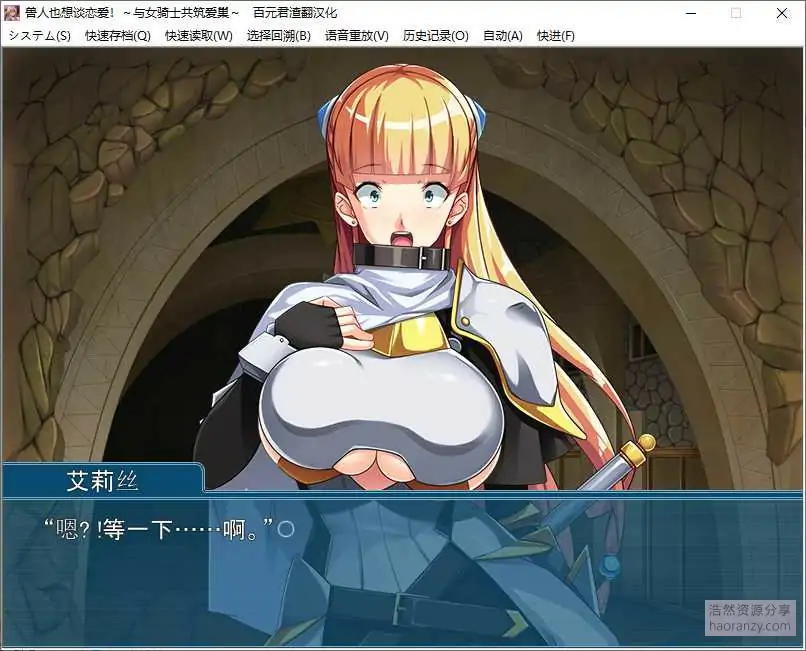 兽人也想谈恋爱！~与女骑士共筑爱巢~ 百元君渣翻汉化
システム(S) 快速存档(Q) 快速读取(W) 选择回溯(B) 语音重放(V) 历史记录(O) 自动(A) 快进(F)
艾莉丝
“嗯？！等一下……啊。”
浩然资源分享
haoranzy.com